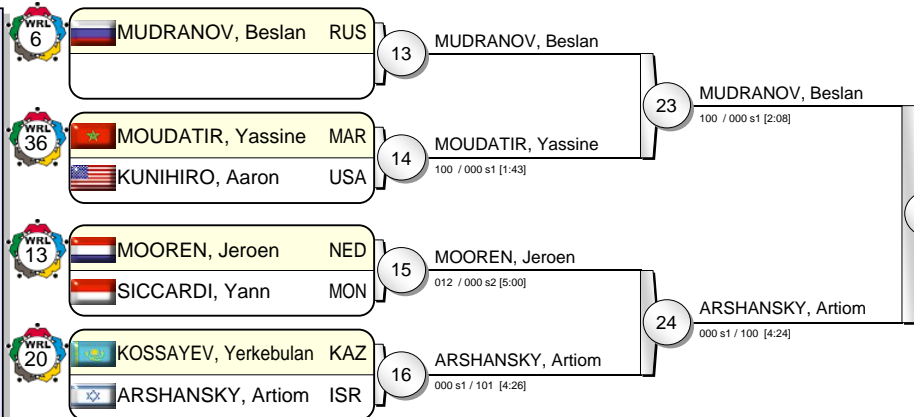 WRL
6
MUDRANOV, Beslan RUS
13
MUDRANOV, Beslan
23
MUDRANOV, Beslan
100 / 000 s1 [2:08]
WRL
36
MOUDATIR, Yassine MAR
KUNIHIRO, Aaron USA
14
MOUDATIR, Yassine
100 / 000 s1 [1:43]
WRL
13
MOOREN, Jeroen NED
SICCARDI, Yann MON
15
MOOREN, Jeroen
012 / 000 s2 [5:00]
24
ARSHANSKY, Artiom
000 s1 / 100 [4:24]
WRL
20
KOSSAYEV, Yerkebulan KAZ
ARSHANSKY, Artiom ISR
16
ARSHANSKY, Artiom
000 s1 / 101 [4:26]